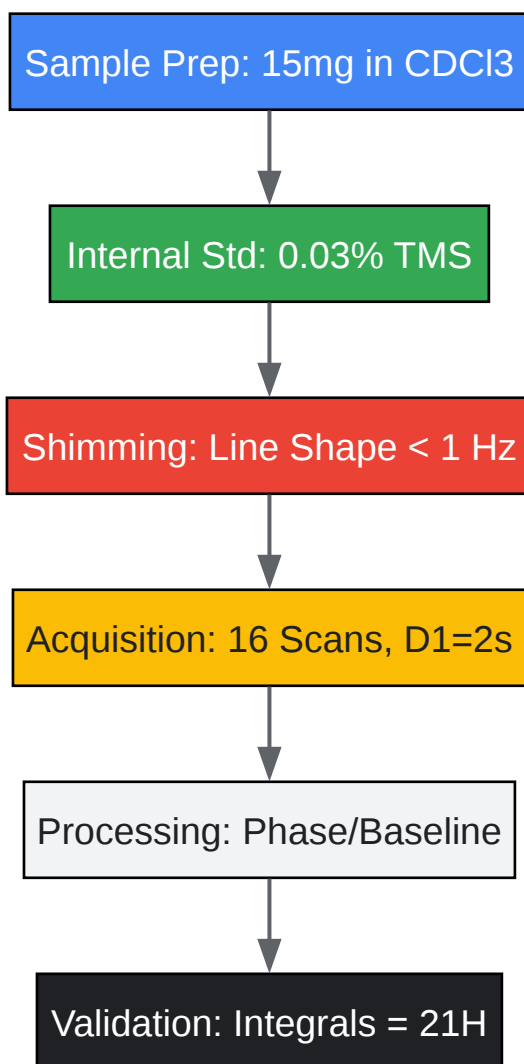 Sample Prep: 15mg in CDCl3
Internal Std: 0.03% TMS
Shimming: Line Shape < 1 Hz
Acquisition: 16 Scans, D1=2s
Processing: Phase/Baseline
Validation: Integrals = 21H